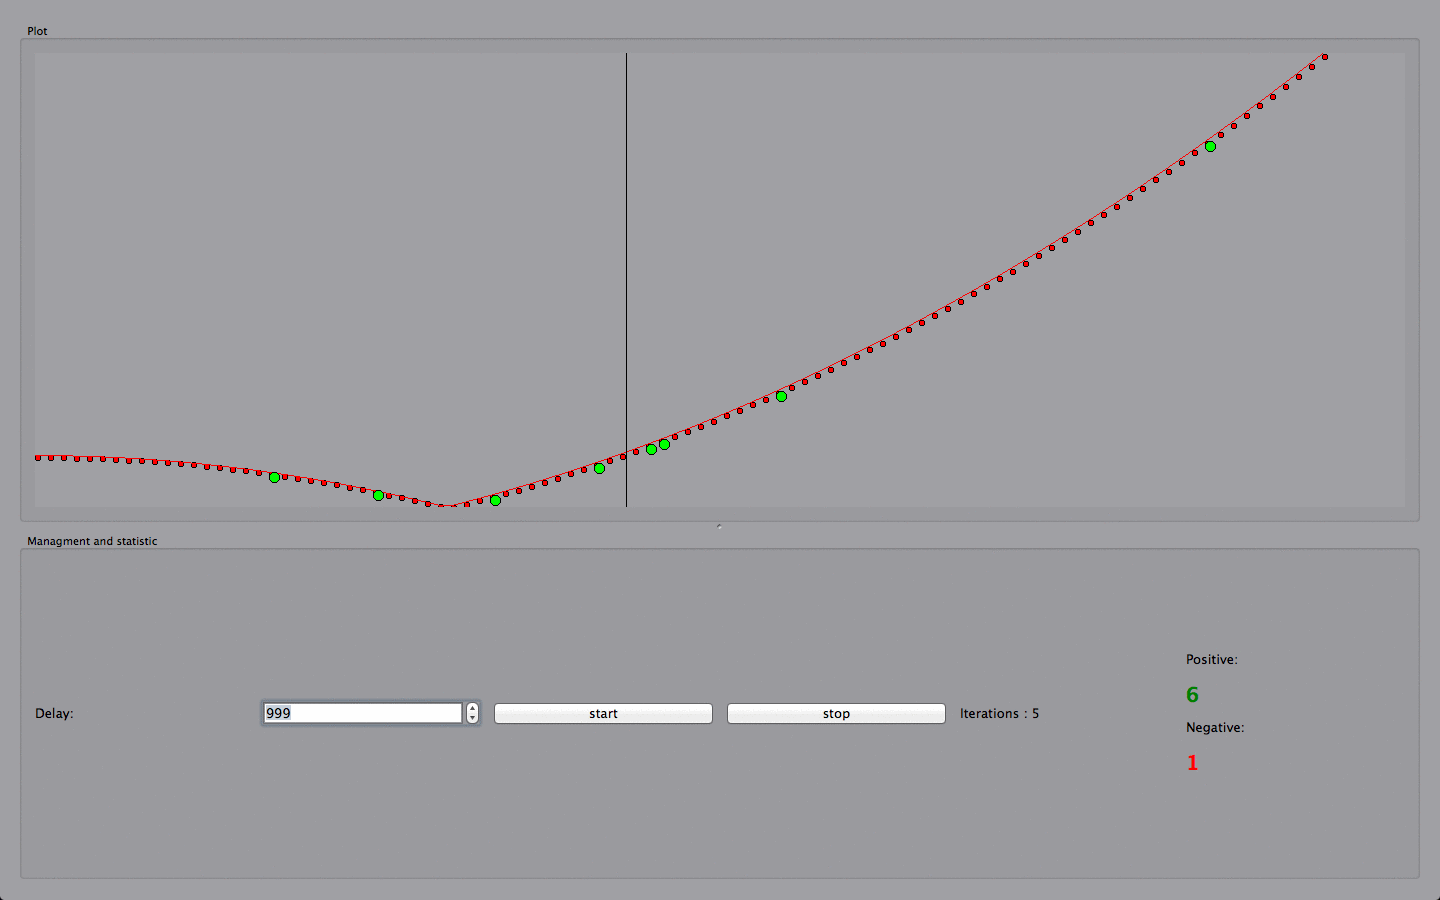 Plot
Managment and statistic
Positive:
6
Delay:
999
start
stop
Iterations : 5
Negative:
1